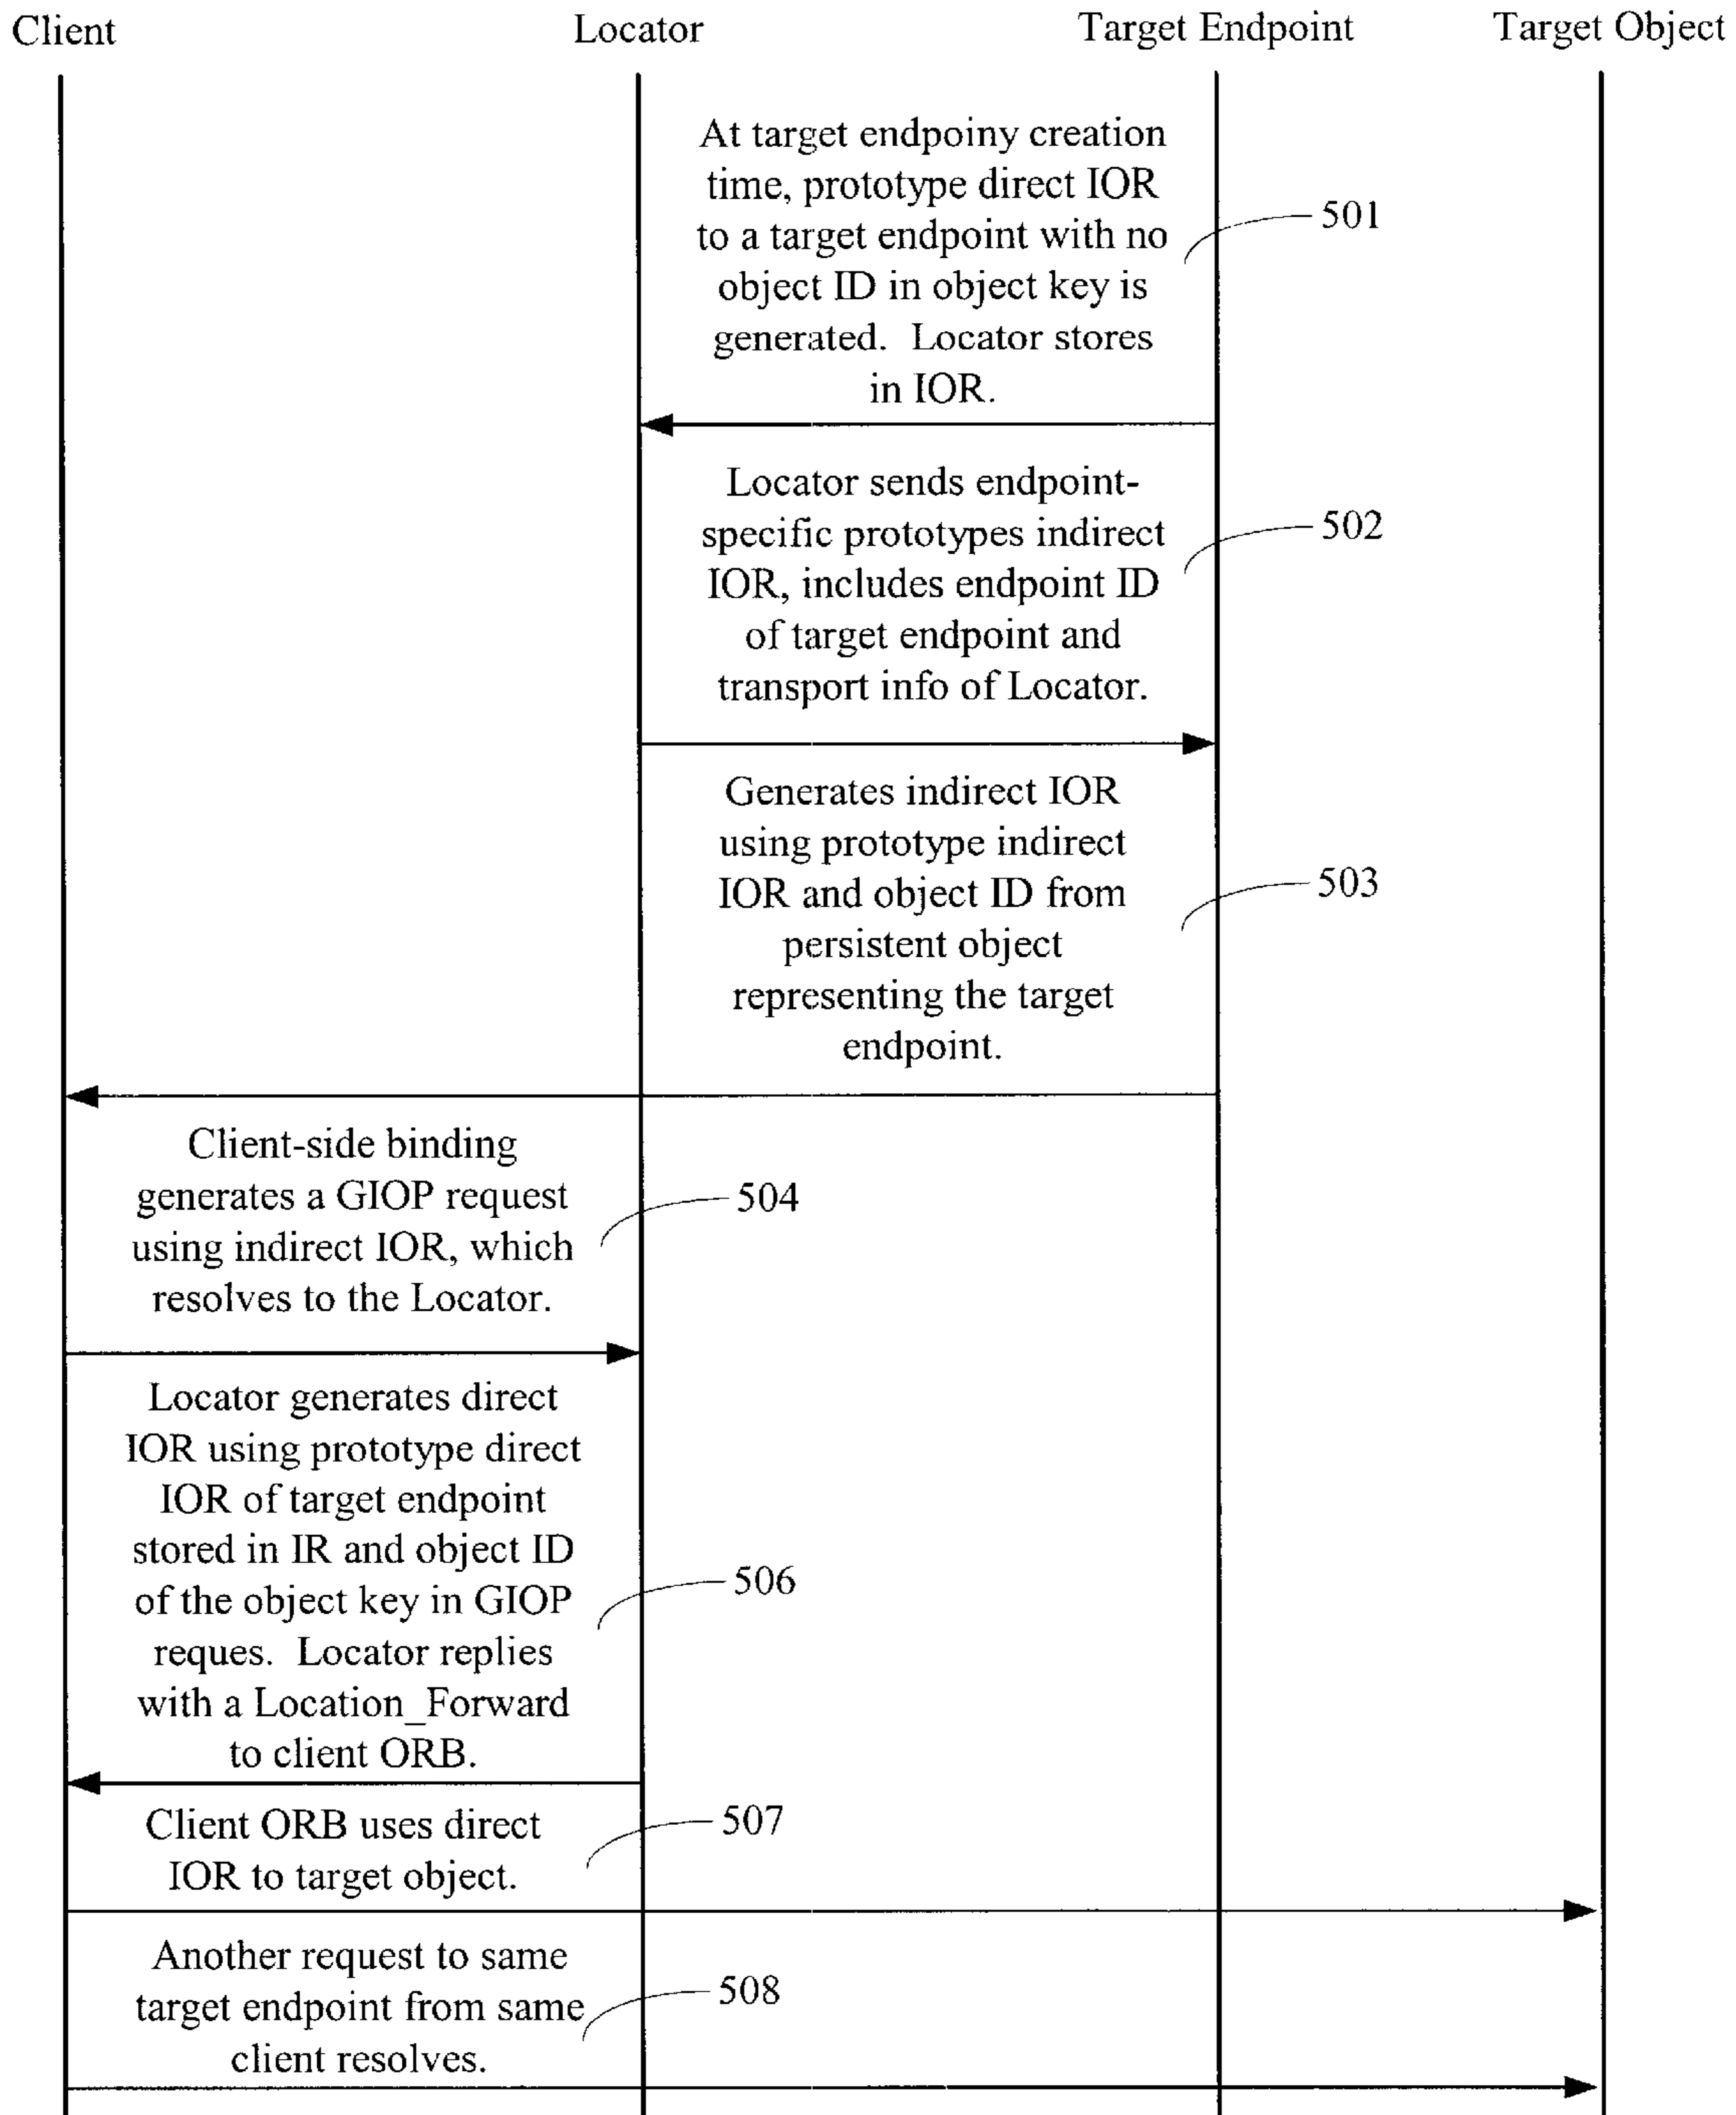 Client
Locator
Target Endpoint
Target Object
At target endpoiny creation
time, prototype direct IOR
to a target endpoint with no
object ID in object key is
generated. Locator stores
in IOR.
501
Locator sends endpoint-
specific prototypes indirect
IOR, includes endpoint ID
of target endpoint and
transport info of Locator.
502
Generates indirect IOR
using prototype indirect
IOR and object ID from
persistent object
representing the target
endpoint.
503
Client-side binding
generates a GIOP request
using indirect IOR, which
resolves to the Locator.
504
Locator generates direct
IOR using prototype direct
IOR of target endpoint
stored in IR and object ID
of the object key in GIOP
reques. Locator replies
with a Location_Forward
to client ORB.
506
Client ORB uses direct
IOR to target object.
507
Another request to same
target endpoint from same
client resolves.
508